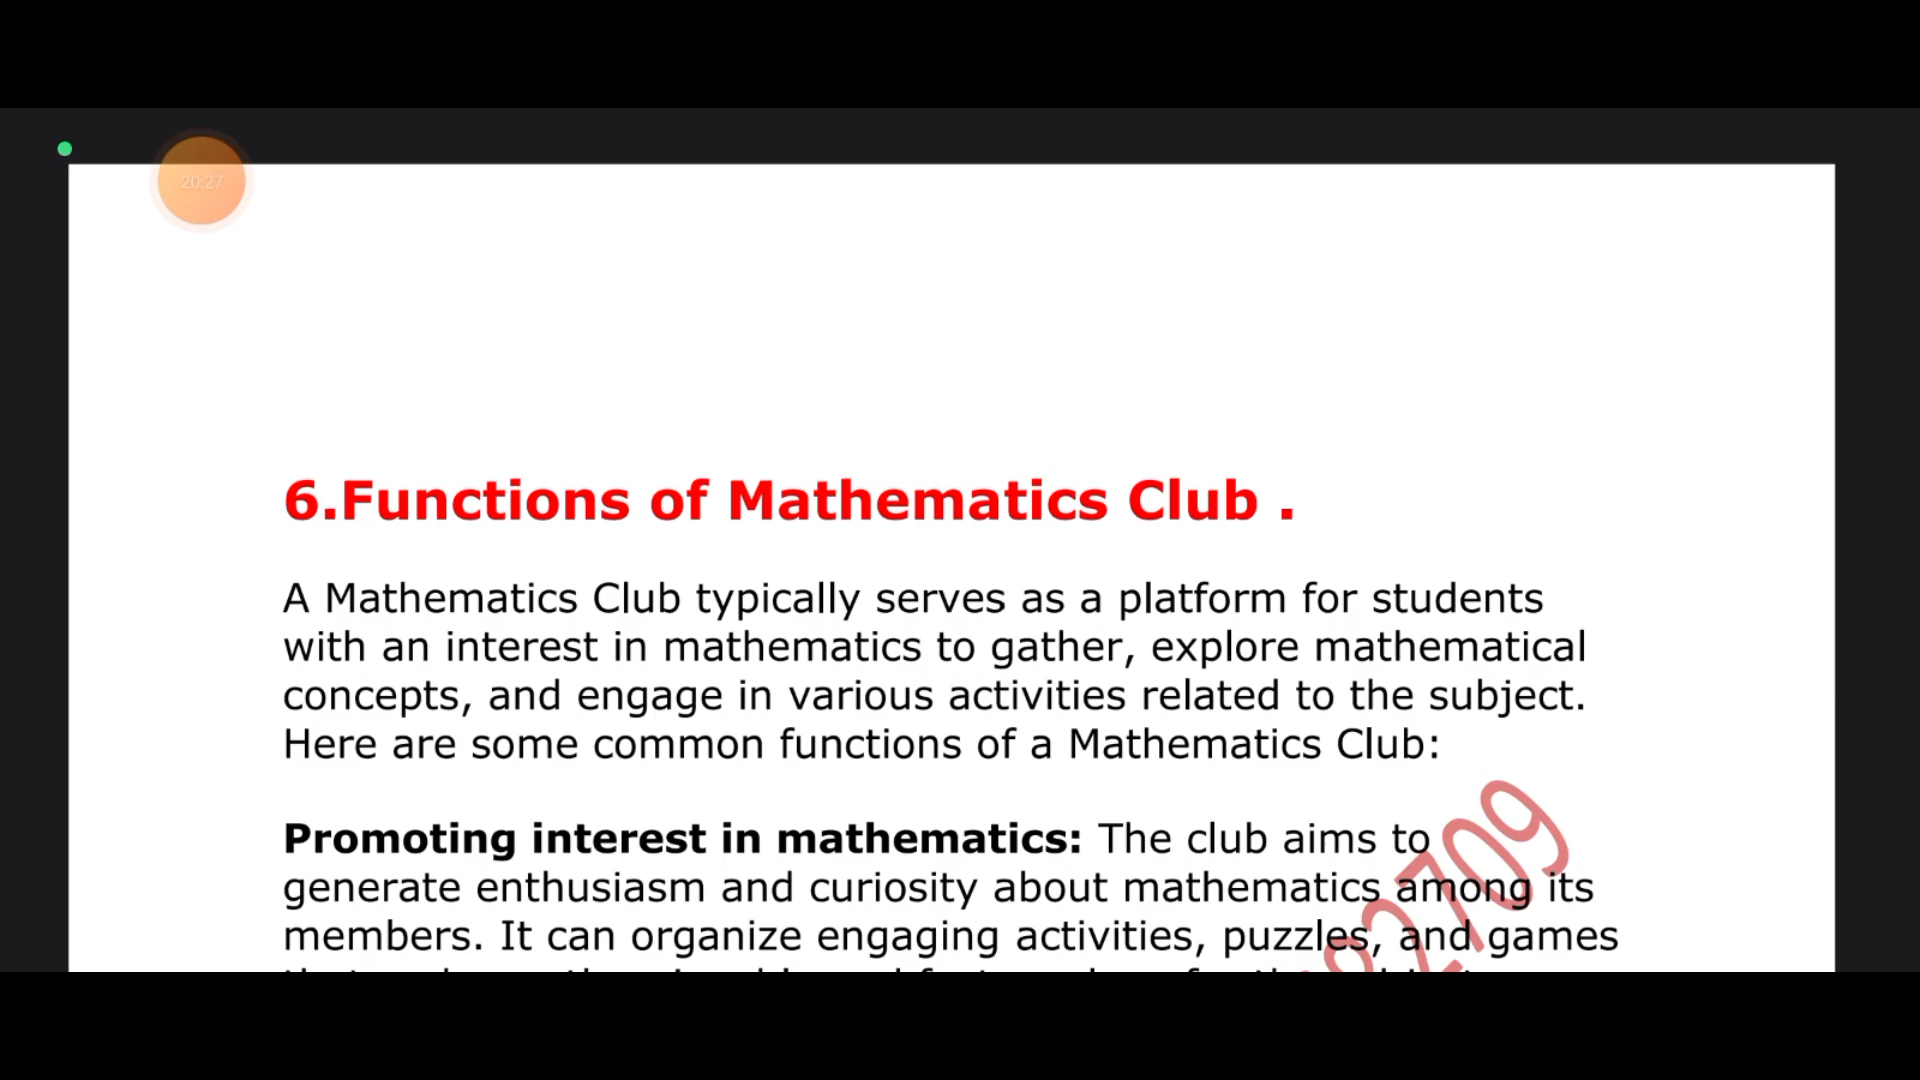 20:27
6.Functions of Mathematics Club .
A Mathematics Club typically serves as a platform for students
with an interest in mathematics to gather, explore mathematical
concepts, and engage in various activities related to the subject.
Here are some common functions of a Mathematics Club:
Promoting interest in mathematics: The club aims to
generate enthusiasm and curiosity about mathematics among its
members. It can organize engaging activities, puzzles, and games
2709